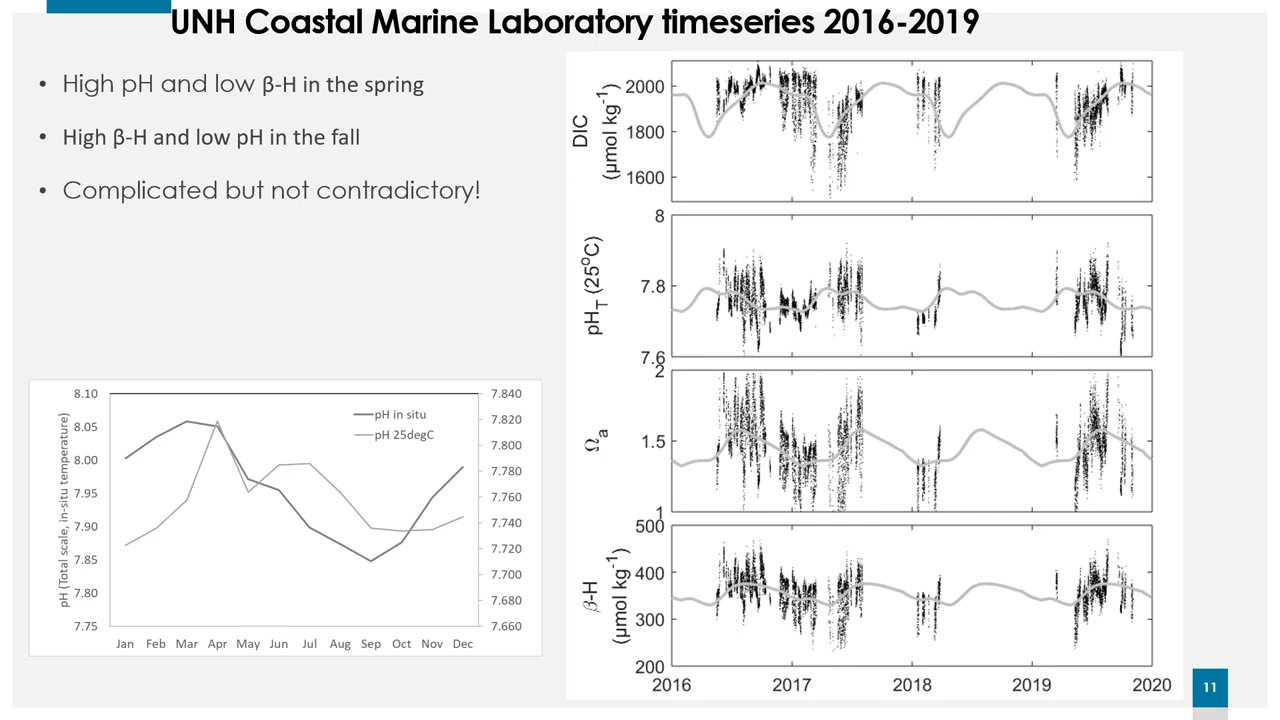 UNH Coastal Marine Laboratory timeseries 2016-2019
• High pH and low β-H in the spring
• High β-H and low pH in the fall
• Complicated but not contradictory!
pH (Total scale, in-situ temperature)
8.10
8.05
8.00
7.95
7.90
7.85
7.80
7.75
pH in situ
pH 25degC
7.840
7.820
7.800
7.780
7.760
7.740
7.720
7.700
7.680
7.660
Jan Feb Mar Apr May Jun Jul Aug Sep Oct Nov Dec
DIC
(μmol kg⁻¹)
2000
1800
1600
pH_T (25°C)
8
7.8
7.6
Ωa
2
1.5
1
β-H
(μmol kg⁻¹)
500
400
300
200
2016 2017 2018 2019 2020
11